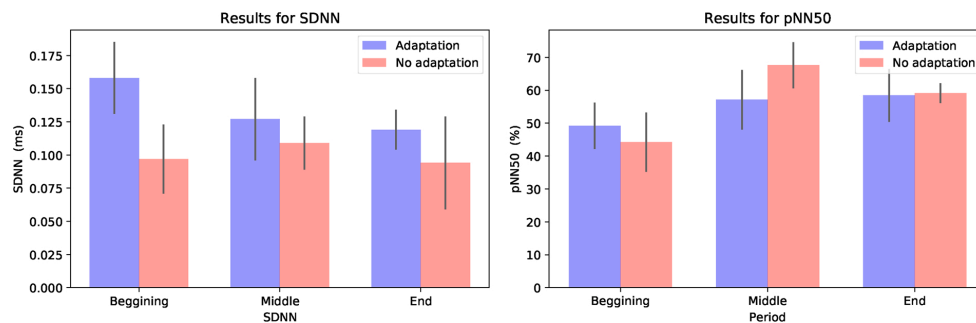 Results for SDNN
Adaptation
No adaptation
SDNN (ms)
0.175
0.150
0.125
0.100
0.075
0.050
0.025
0.000
Beggining
Middle
End
SDNN
Results for pNN50
Adaptation
No adaptation
pNN50 (%)
70
60
50
40
30
20
10
0
Beggining
Middle
End
Period